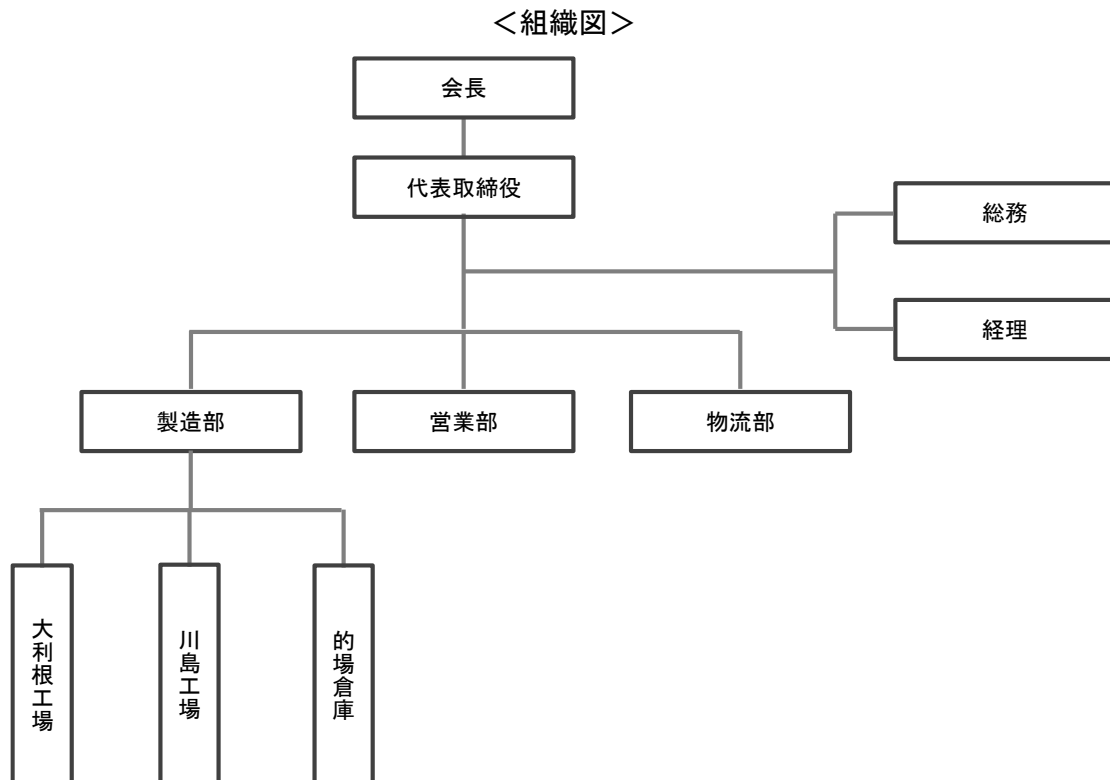 ＜組織図＞
会長
代表取締役
総務
経理
製造部
営業部
物流部
大利根工場
川島工場
的場倉庫